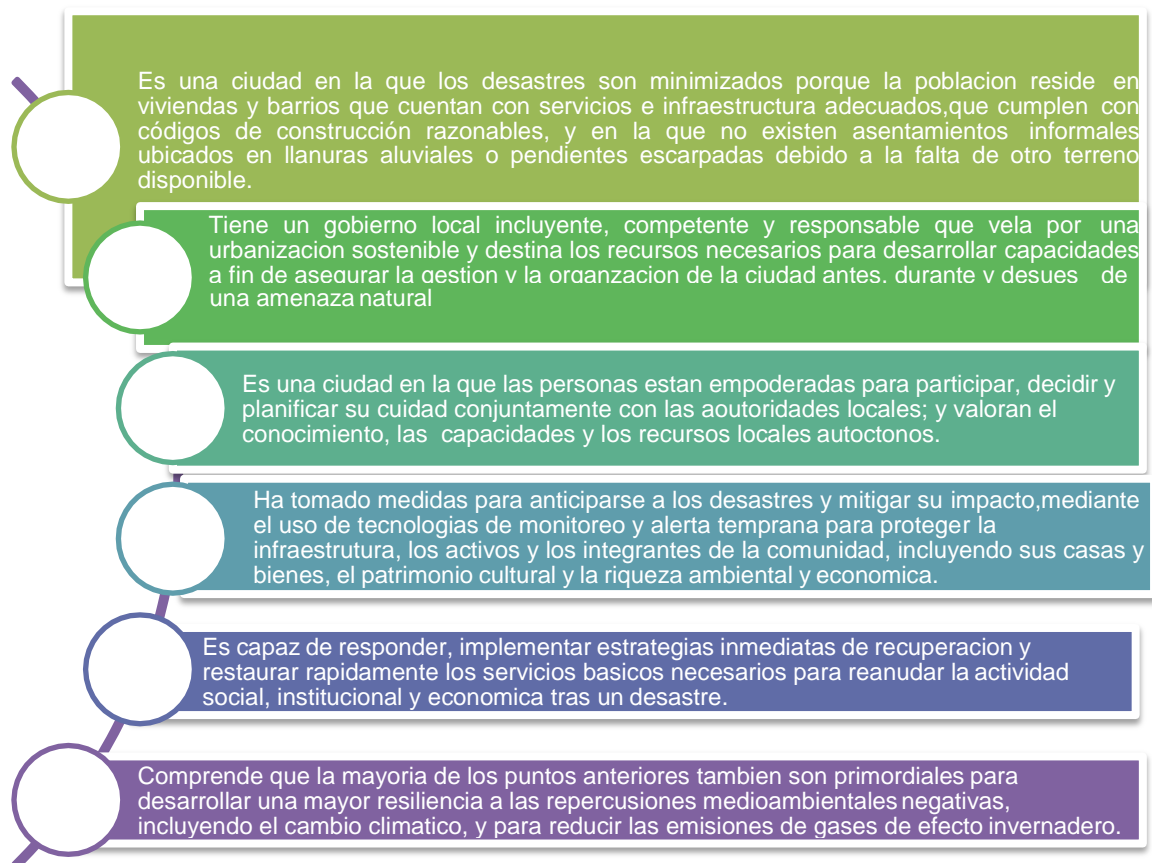 Es una ciudad en la que los desastres son minimizados porque la poblacion reside en
viviendas y barrios que cuentan con servicios e infraestructura adecuados,que cumplen con
códigos de construcción razonables, y en la que no existen asentamientos informales
ubicados en llanuras aluviales o pendientes escarpadas debido a la falta de otro terreno
disponible.
Tiene un gobierno local incluyente, competente y responsable que vela por una
urbanizacion sostenible y destina los recursos necesarios para desarrollar capacidades
a fin de asegurar la gestion y la organzacion de la ciudad antes. durante y desues de
una amenaza natural
Es una ciudad en la que las personas estan empoderadas para participar, decidir y
planificar su cuidad conjuntamente con las aoutoridades locales; y valoran el
conocimiento, las capacidades y los recursos locales autoctonos.
Ha tomado medidas para anticiparse a los desastres y mitigar su impacto,mediante
el uso de tecnologias de monitoreo y alerta temprana para proteger la
infraestrutura, los activos y los integrantes de la comunidad, incluyendo sus casas y
bienes, el patrimonio cultural y la riqueza ambiental y economica.
Es capaz de responder, implementar estrategias inmediatas de recuperacion y
restaurar rapidamente los servicios basicos necesarios para reanudar la actividad
social, institucional y economica tras un desastre.
Comprende que la mayoria de los puntos anteriores tambien son primordiales para
desarrollar una mayor resiliencia a las repercusiones medioambientales negativas,
incluyendo el cambio climatico, y para reducir las emisiones de gases de efecto invernadero.